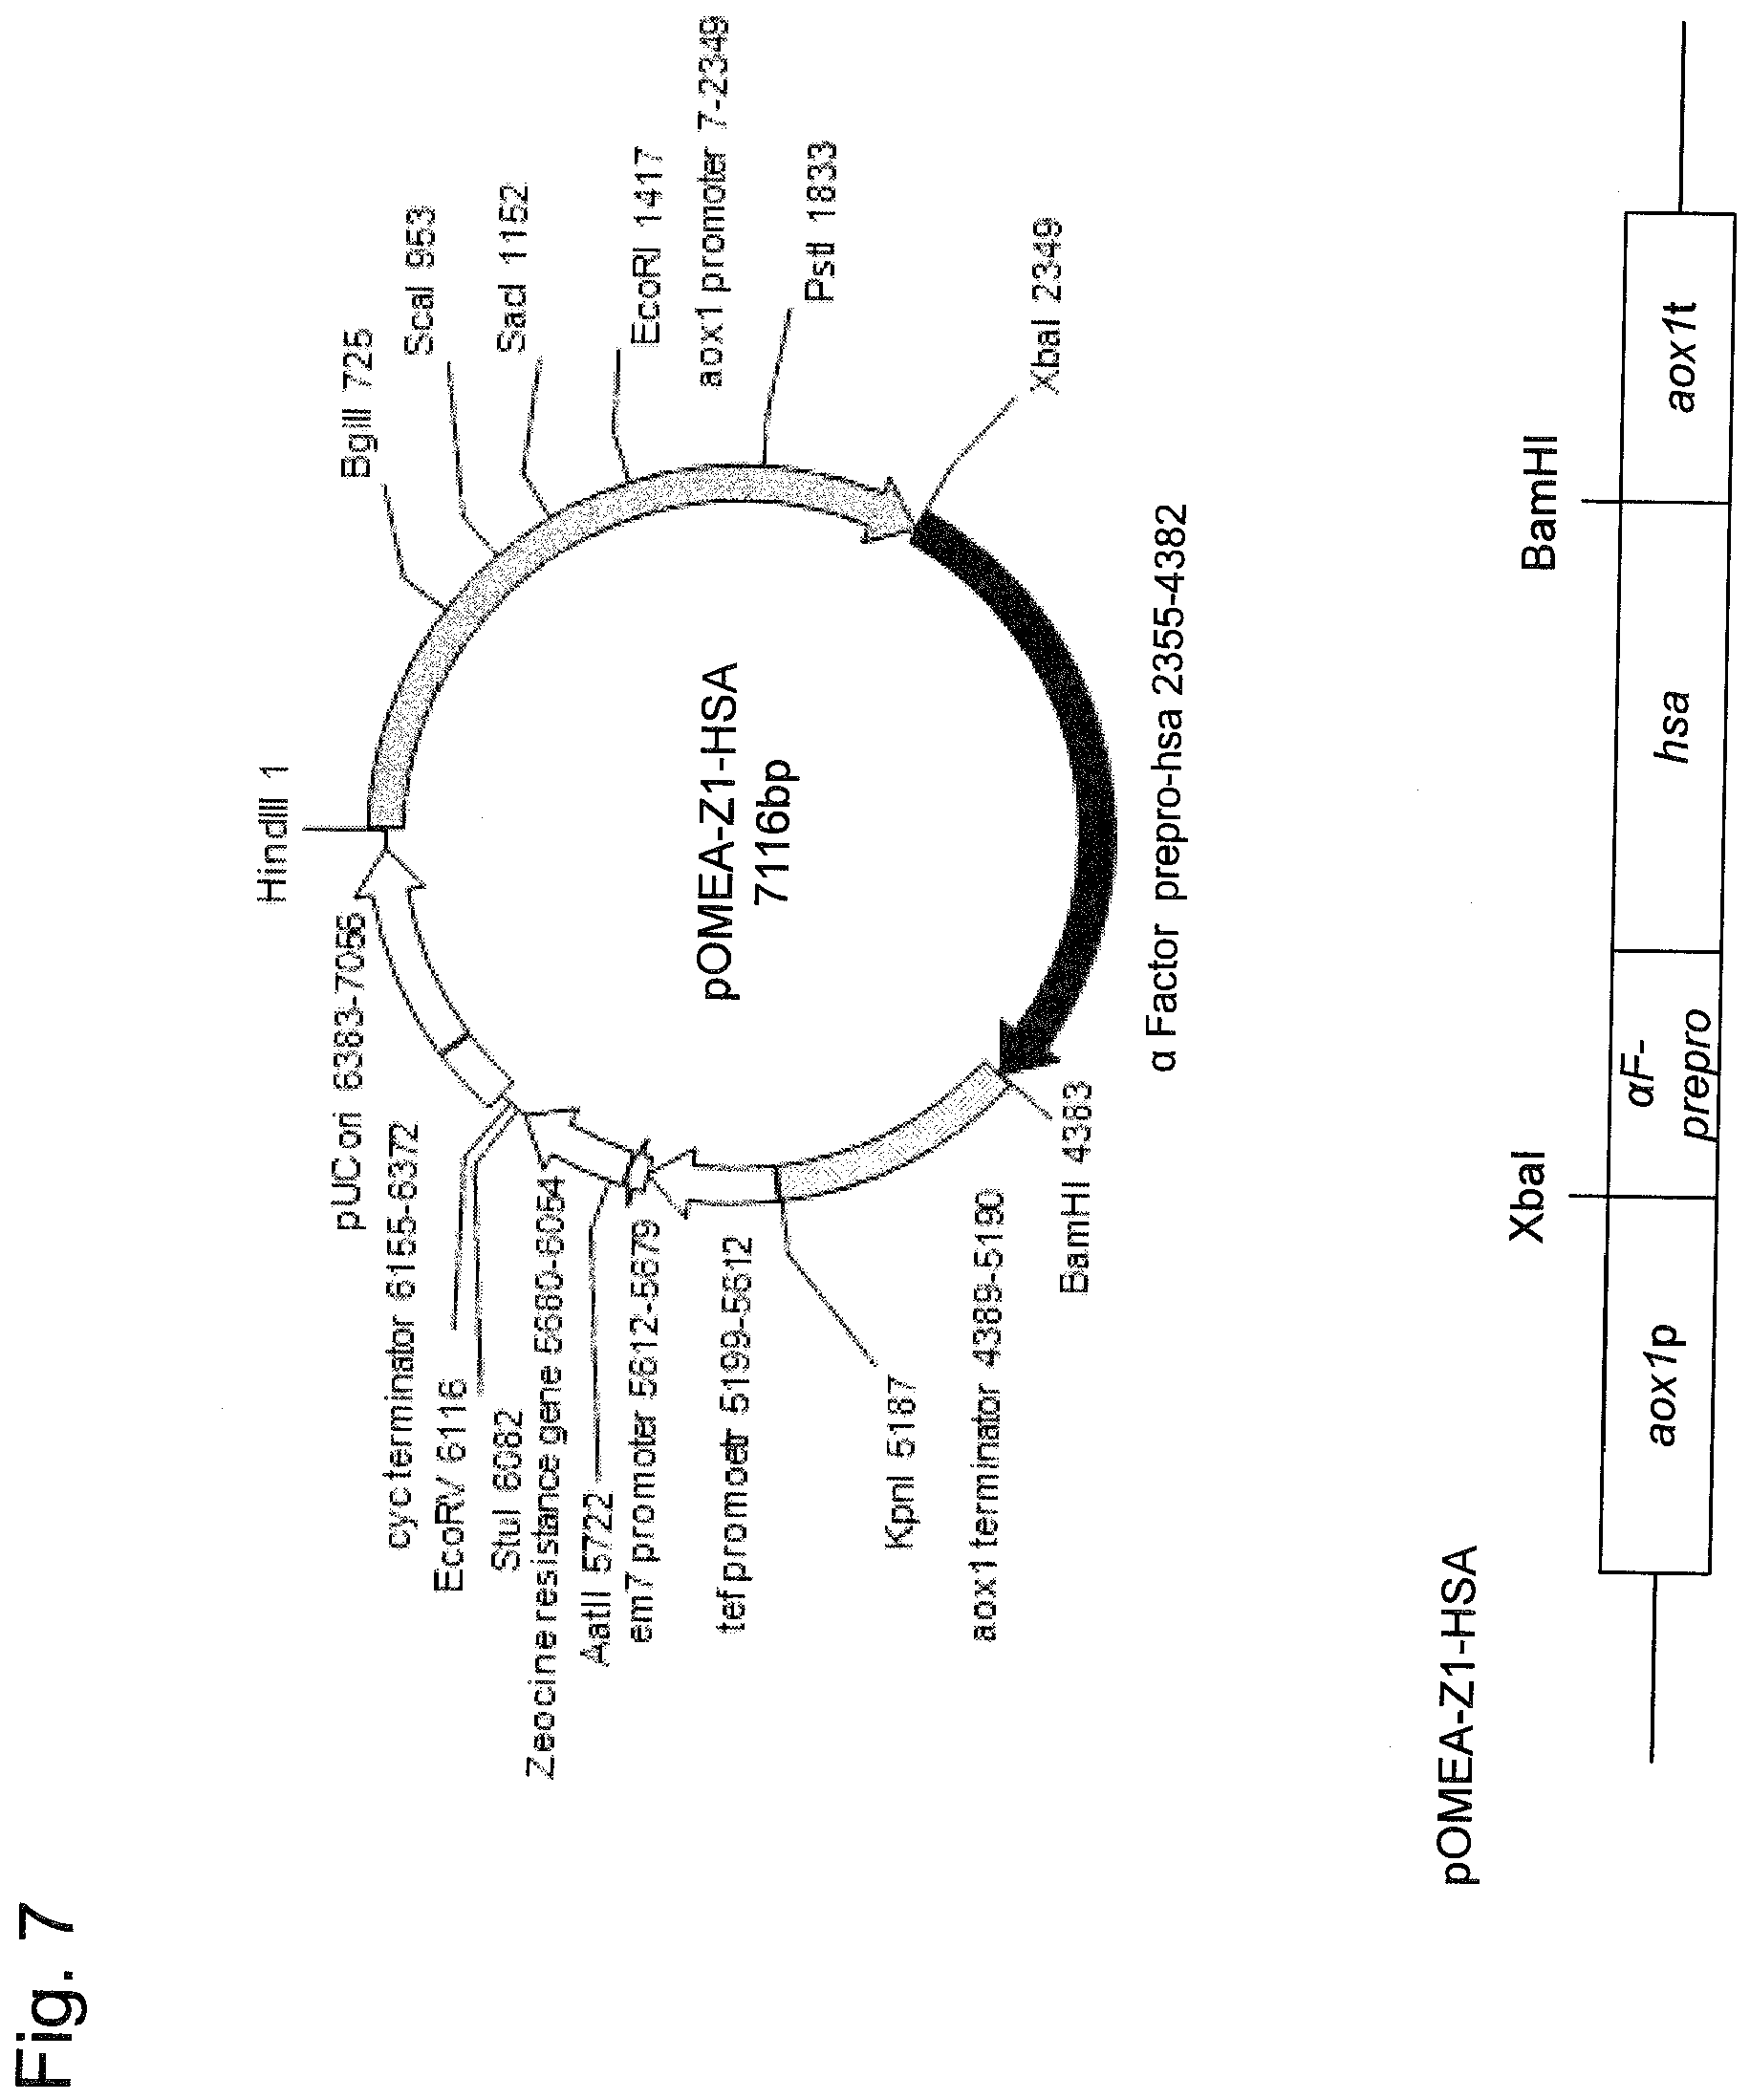 Fig. 7
HindIII 1
BglII 725
ScaI 953
SacI 1152
EcoRI 1417
aox1 promoter 7-2349
PstI 1833
XbaI 2349
α Factor prepro-hsa 2355-4382
BamHI 4383
aox1 terminator 4389-5190
KpnI 5187
tef promoetr 5199-5612
em7 promoter 5612-5679
AatII 5722
Zeocine resistance gene 5680-6054
StuI 6082
EcoRV 6116
cyc terminator 6155-6372
pUC ori 6383-7056
pOMEA-Z1-HSA
7116bp
pOMEA-Z1-HSA
XbaI
BamHI
aox1p
αF-
prepro
hsa
aox1t